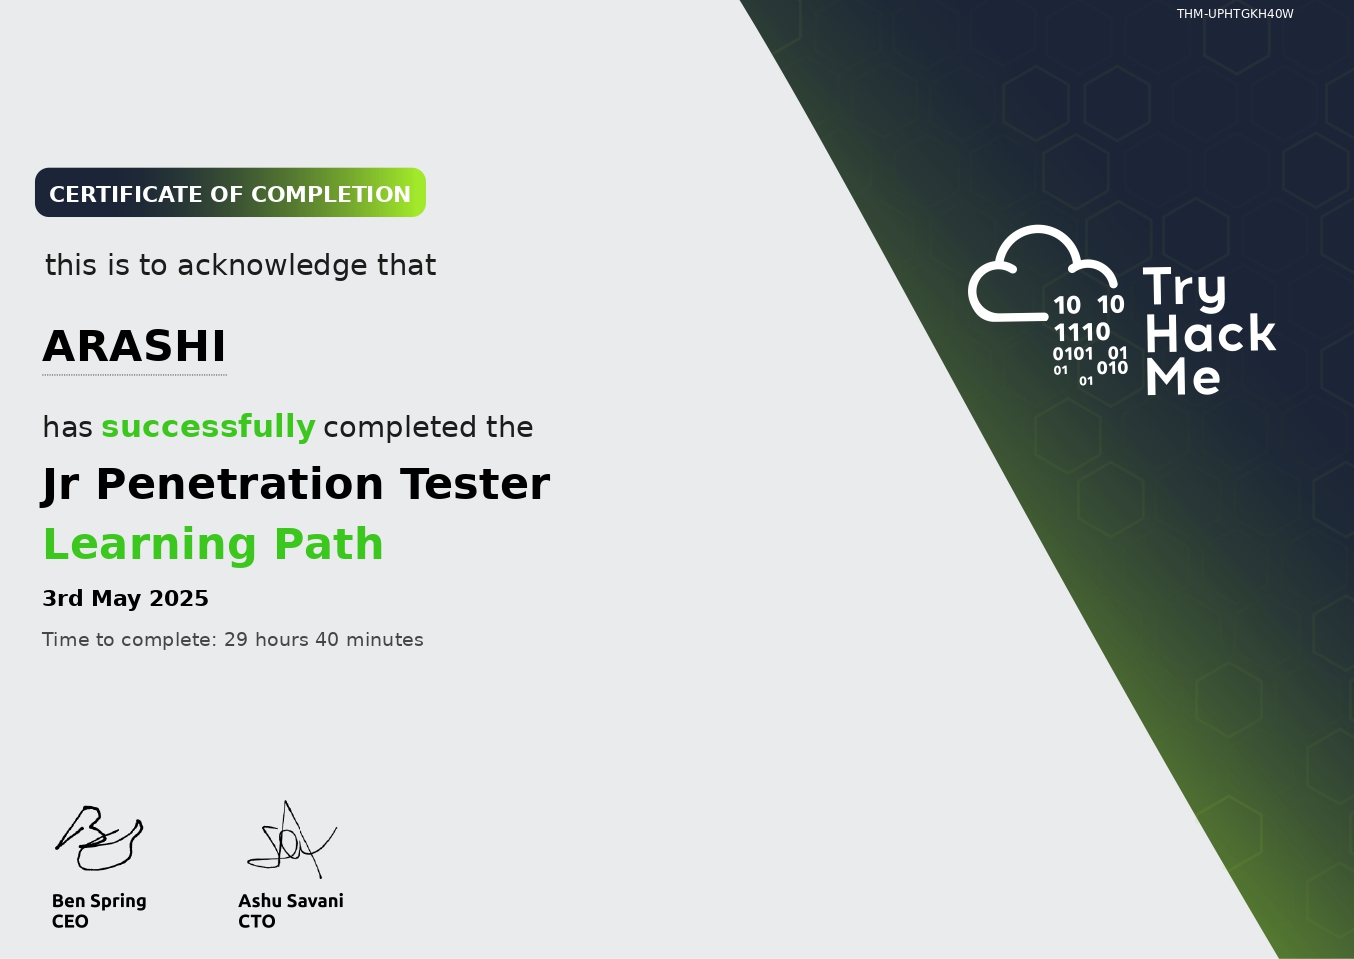 THM-UPHTGKH40W
CERTIFICATE OF COMPLETION
this is to acknowledge that
ARASHI
has successfully completed the
Jr Penetration Tester
Learning Path
3rd May 2025
Time to complete: 29 hours 40 minutes
10 10
1110
0101 01
01 010
01
Try
Hack
Me
Ben Spring
CEO
Ashu Savani
CTO